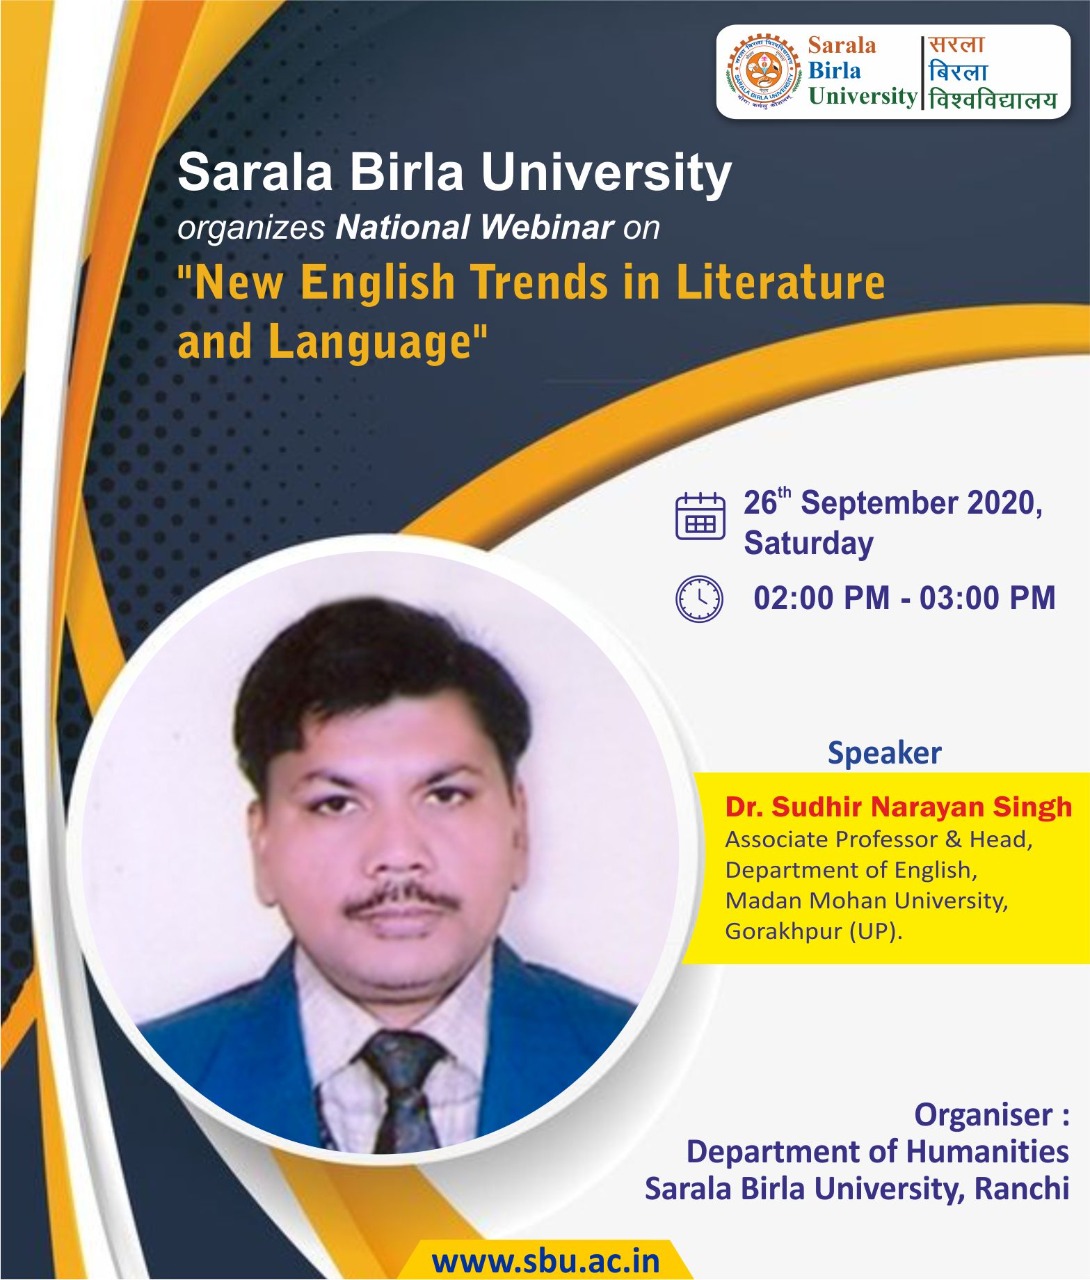 Sarala
Birla
University
सरला
बिरला
विश्वविद्यालय
Sarala Birla University
organizes National Webinar on
"New English Trends in Literature
and Language"
26th September 2020,
Saturday
02:00 PM - 03:00 PM
Speaker
Dr. Sudhir Narayan Singh
Associate Professor & Head,
Department of English,
Madan Mohan University,
Gorakhpur (UP).
Organiser :
Department of Humanities
Sarala Birla University, Ranchi
www.sbu.ac.in